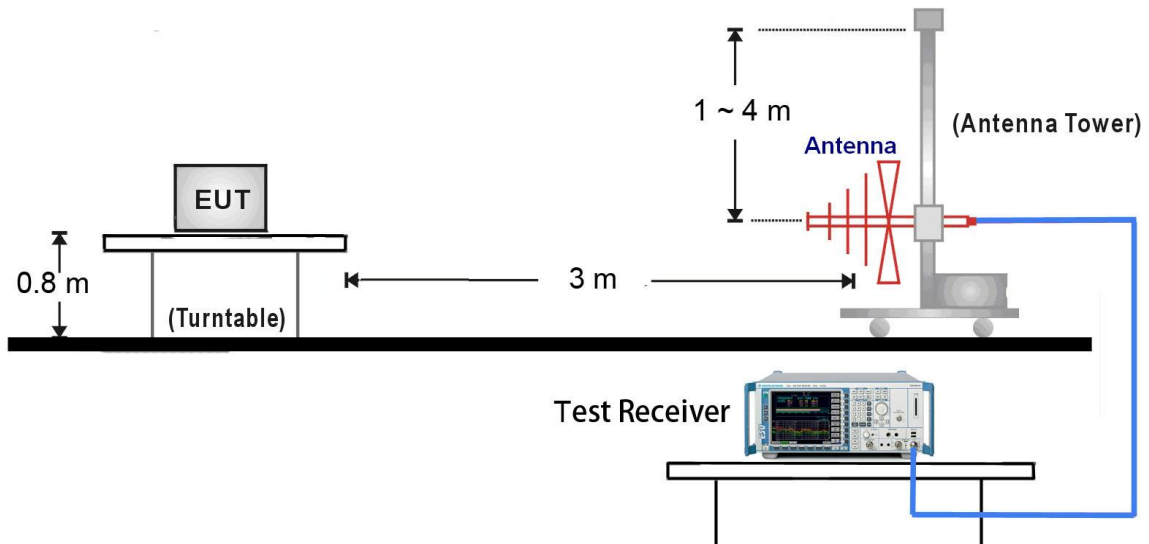 1 ~ 4 m
(Antenna Tower)
Antenna
EUT
0.8 m
3 m
(Turntable)
Test Receiver